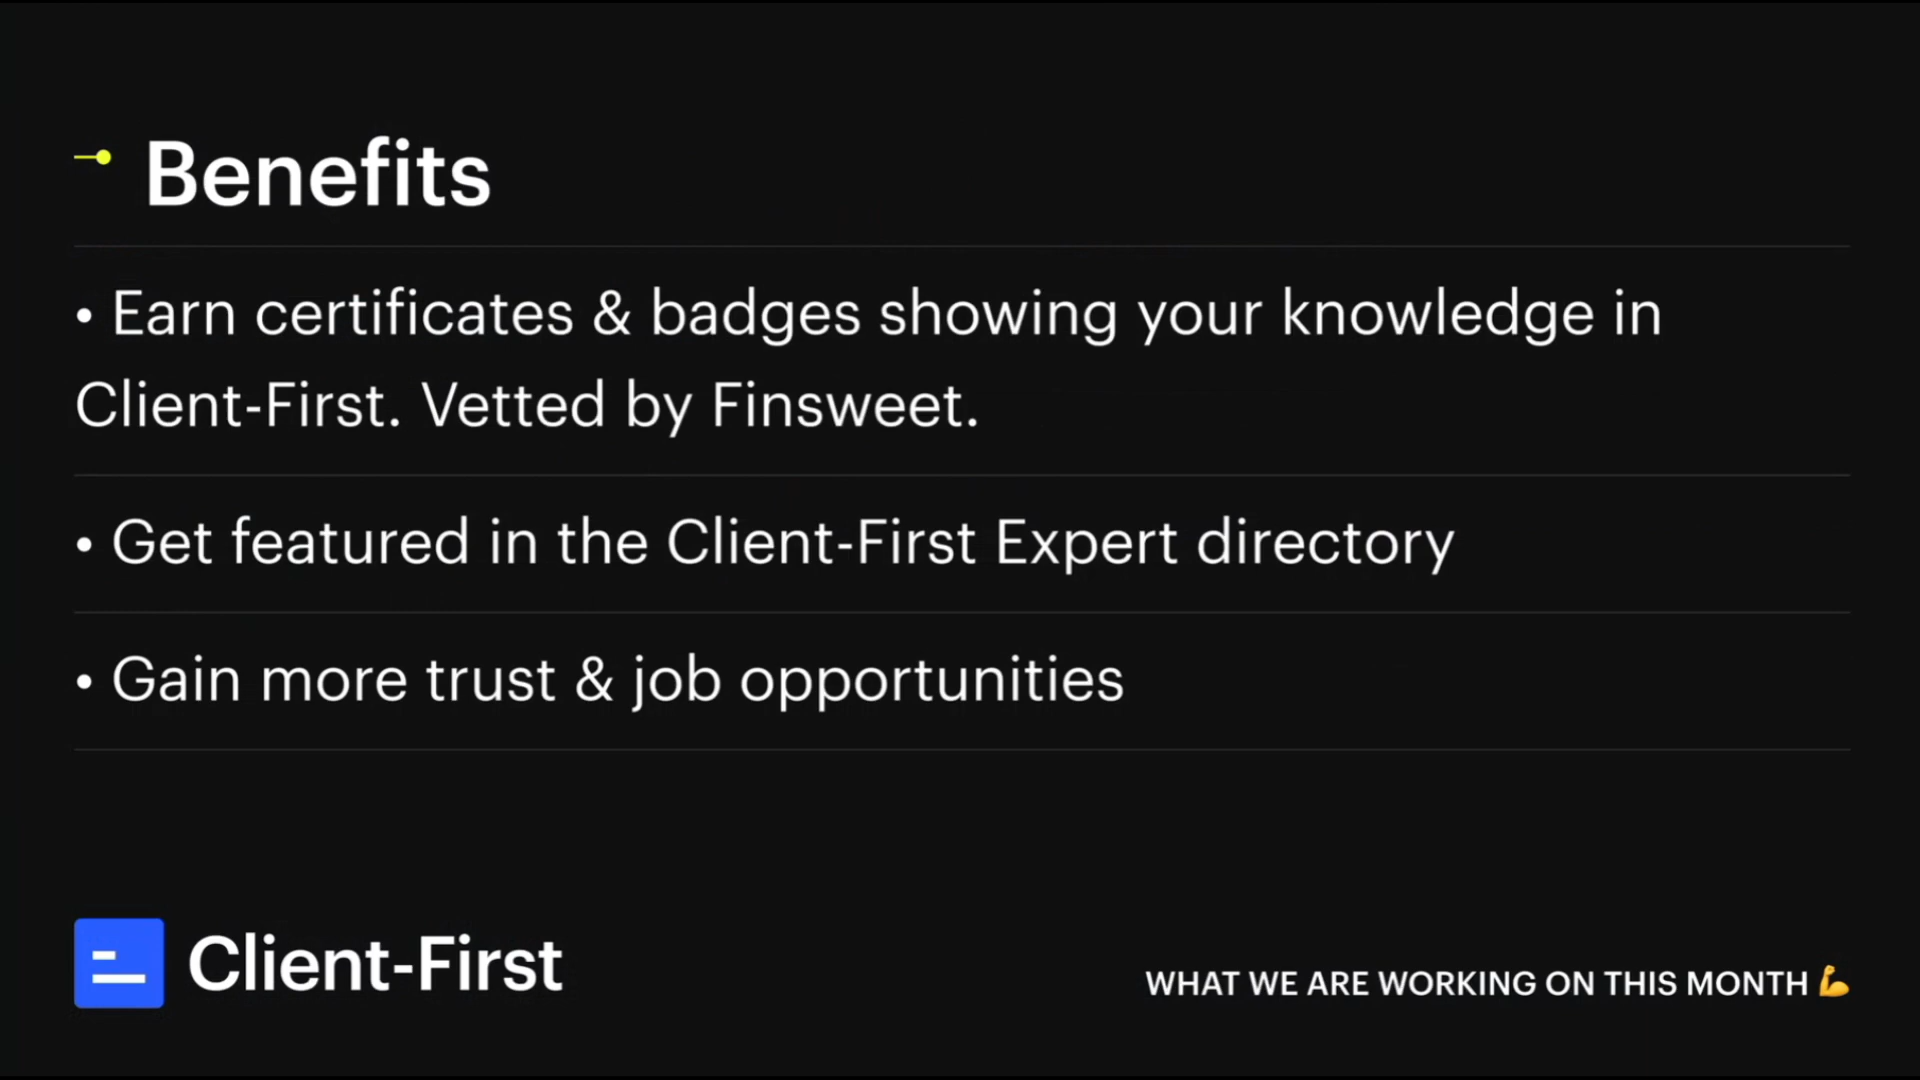 Benefits
• Earn certificates & badges showing your knowledge in
Client-First. Vetted by Finsweet.
• Get featured in the Client-First Expert directory
• Gain more trust & job opportunities
Client-First
WHAT WE ARE WORKING ON THIS MONTH 💪